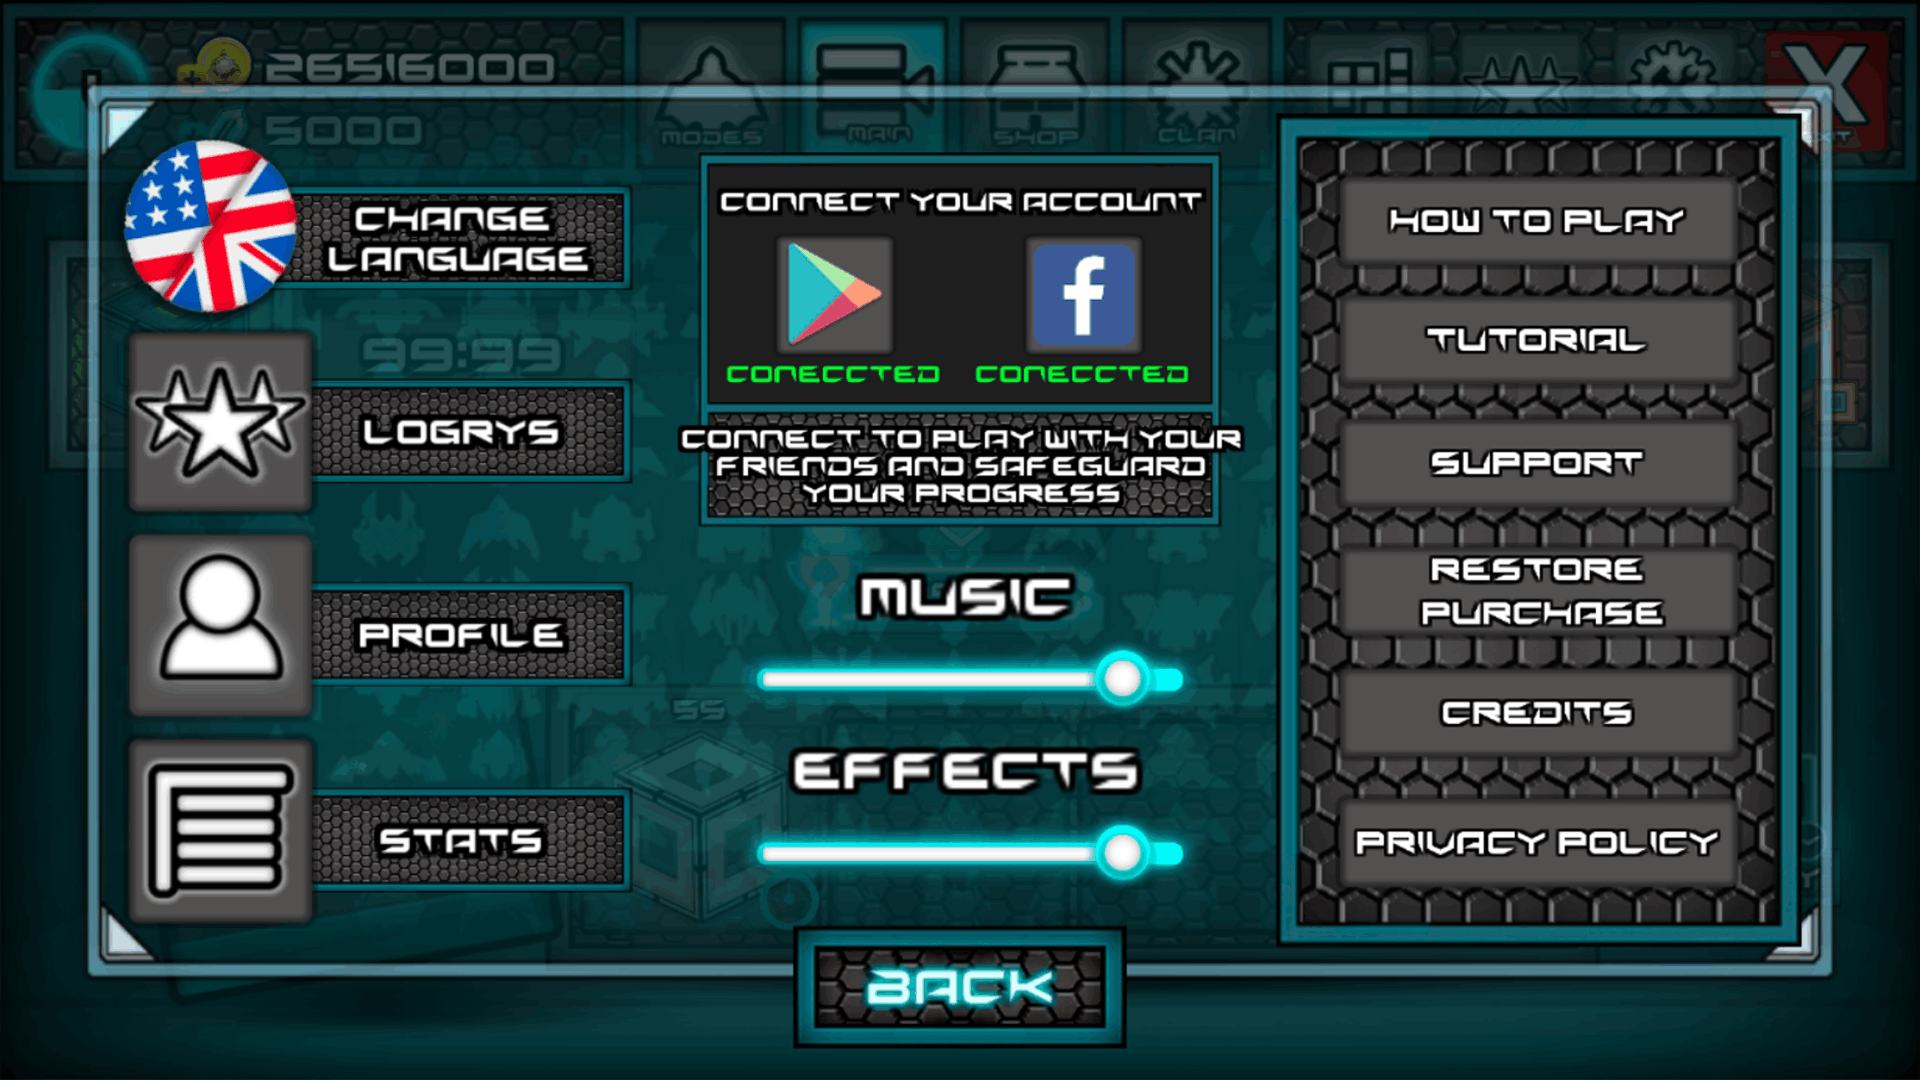 26516000
5000
MODES
MAIN
SHOP
CLAN
EXIT
CHANGE
LANGUAGE
99:99
LOGRYS
PROFILE
STATS
CONNECT YOUR ACCOUNT
CONECCTED
CONECCTED
CONNECT TO PLAY WITH YOUR
FRIENDS AND SAFEGUARD
YOUR PROGRESS
MUSIC
5S
EFFECTS
BACK
HOW TO PLAY
TUTORIAL
SUPPORT
RESTORE
PURCHASE
CREDITS
PRIVACY POLICY